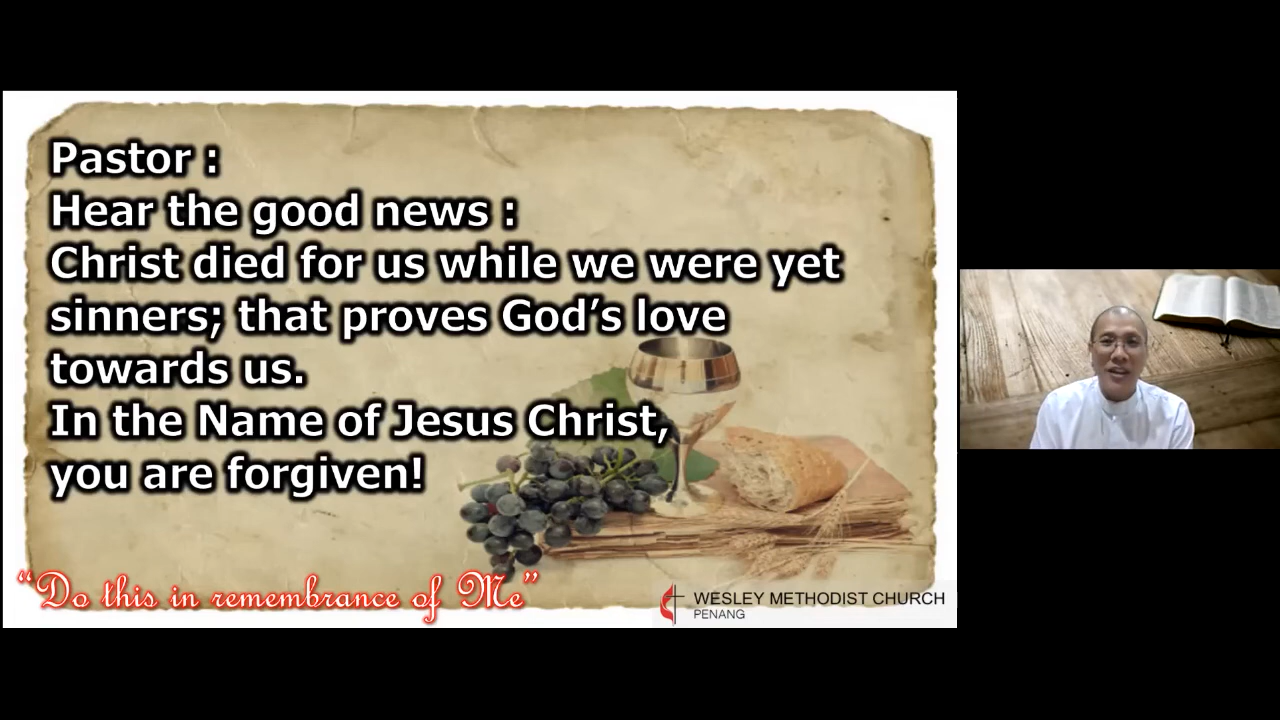 Pastor :
Hear the good news :
Christ died for us while we were yet
sinners; that proves God’s love
towards us.
In the Name of Jesus Christ,
you are forgiven!
“Do this in remembrance of Me”
WESLEY METHODIST CHURCH
PENANG